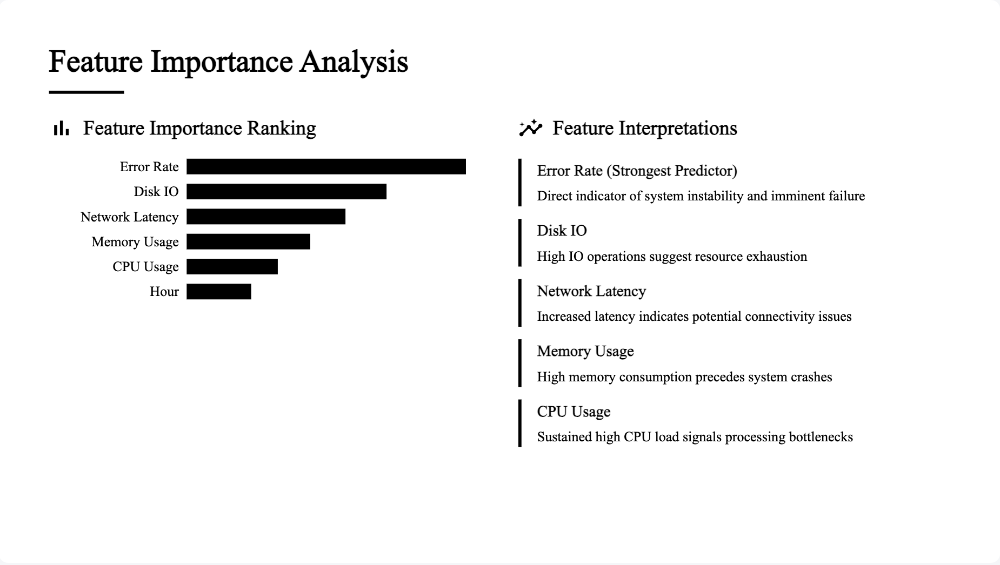 Feature Importance Analysis
Feature Importance Ranking
Error Rate
Disk IO
Network Latency
Memory Usage
CPU Usage
Hour
Feature Interpretations
Error Rate (Strongest Predictor)
Direct indicator of system instability and imminent failure
Disk IO
High IO operations suggest resource exhaustion
Network Latency
Increased latency indicates potential connectivity issues
Memory Usage
High memory consumption precedes system crashes
CPU Usage
Sustained high CPU load signals processing bottlenecks